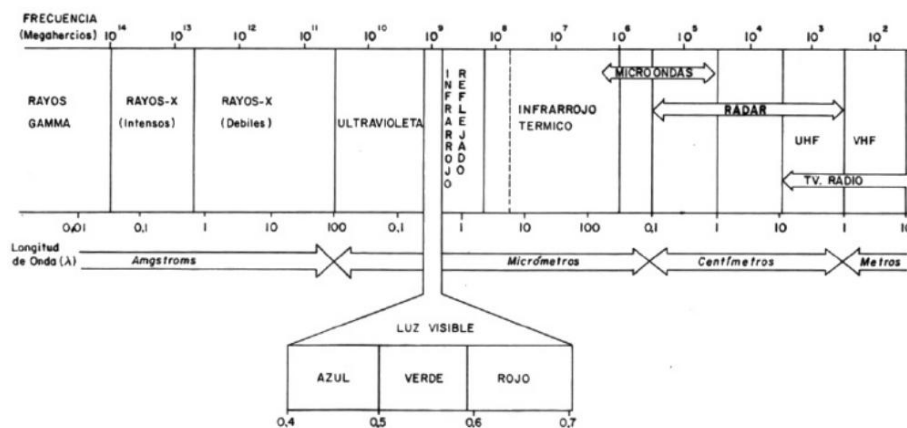 FRECUENCIA
(Megahercios) 10¹⁴ 10¹³ 10¹² 10¹¹ 10¹⁰ 10⁹ 10⁸ 10⁷ 10⁶ 10⁵ 10⁴ 10³ 10²
RAYOS
GAMMA
RAYOS-X
(Intensos)
RAYOS-X
(Debiles)
ULTRAVIOLETA
INFRARROJO
REFLEJADO
INFRARROJO
TERMICO
MICROONDAS
RADAR
UHF
VHF
TV. RADIO
0,01 0,1 1 10 100 0,1 1 10 100 0,1 1 10 1 10
Longitud
de Onda (λ)
Amgstroms
Micrómetros
Centímetros
Metros
LUZ VISIBLE
AZUL
VERDE
ROJO
0,4 0,5 0,6 0,7